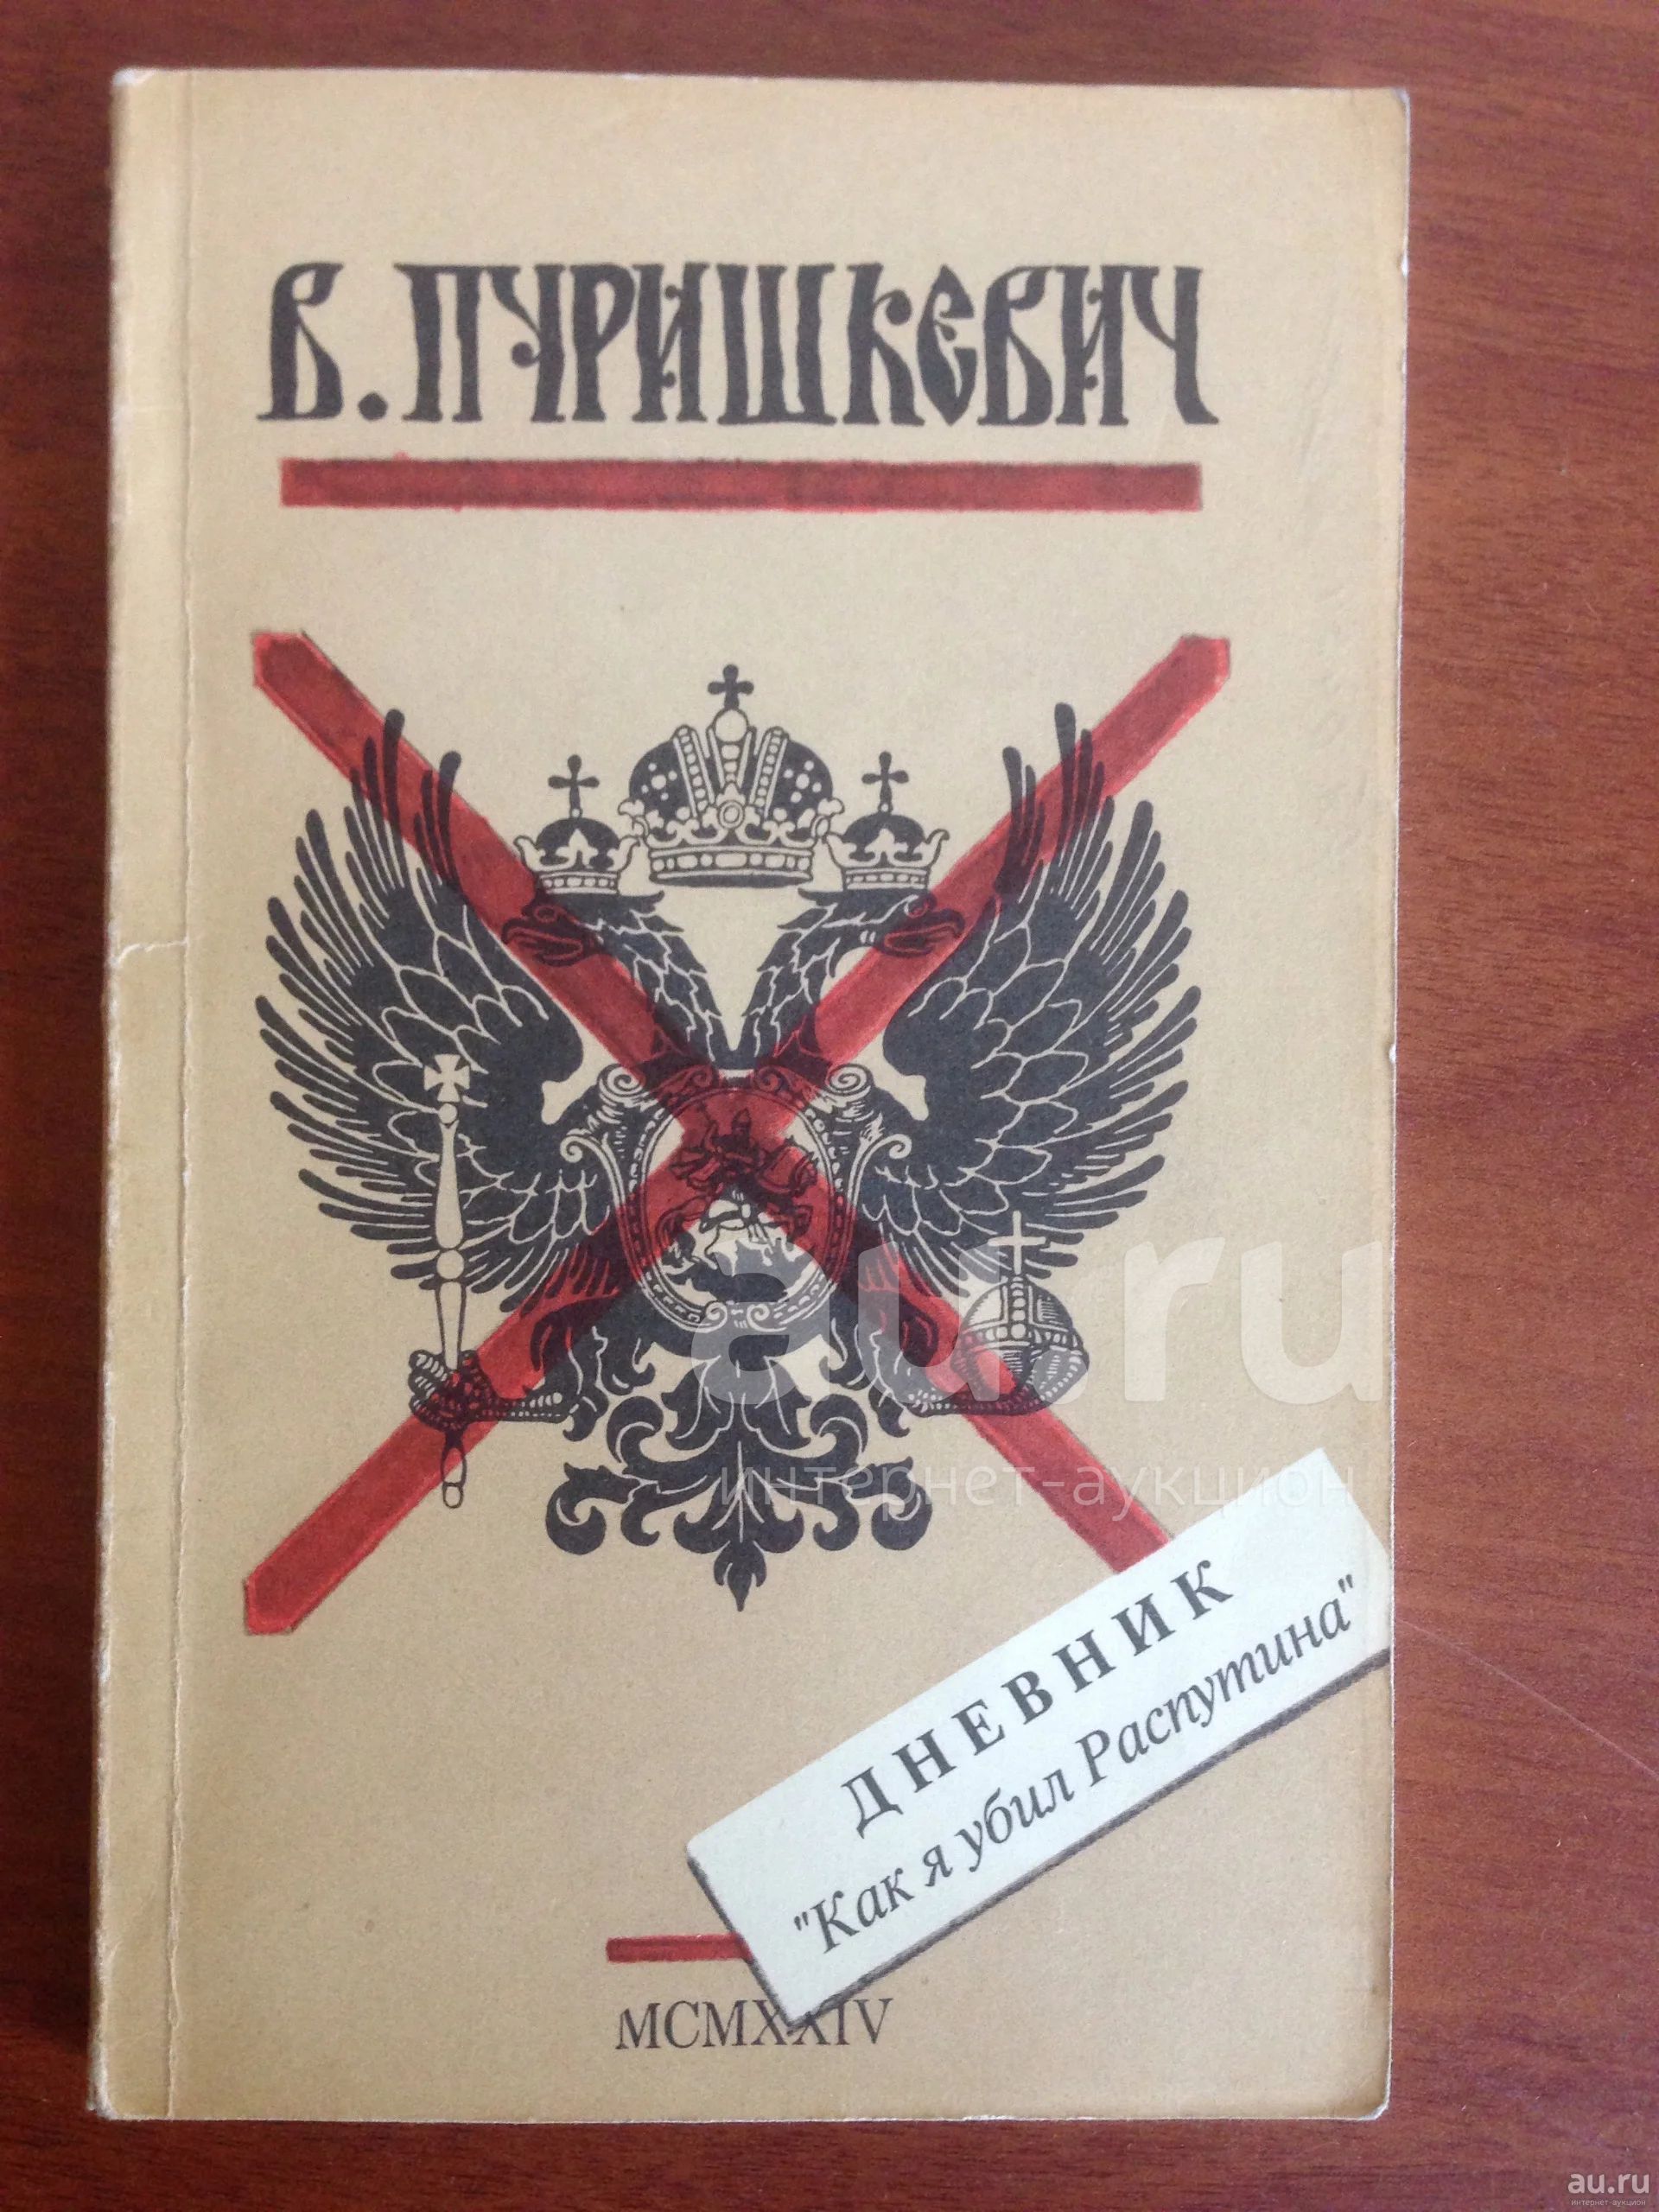 В. ПУРИШКЕВИЧ
au.ru
интернет-аукцион
ДНЕВНИК
"Как я убил Распутина"
MCMXXIV
au.ru
интернет-аукцион